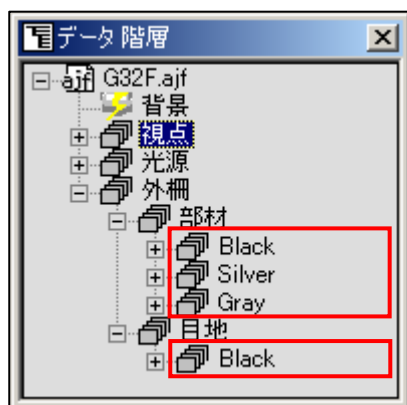 データ階層
G32F.ajf
背景
視点
光源
外柵
部材
Black
Silver
Gray
目地
Black